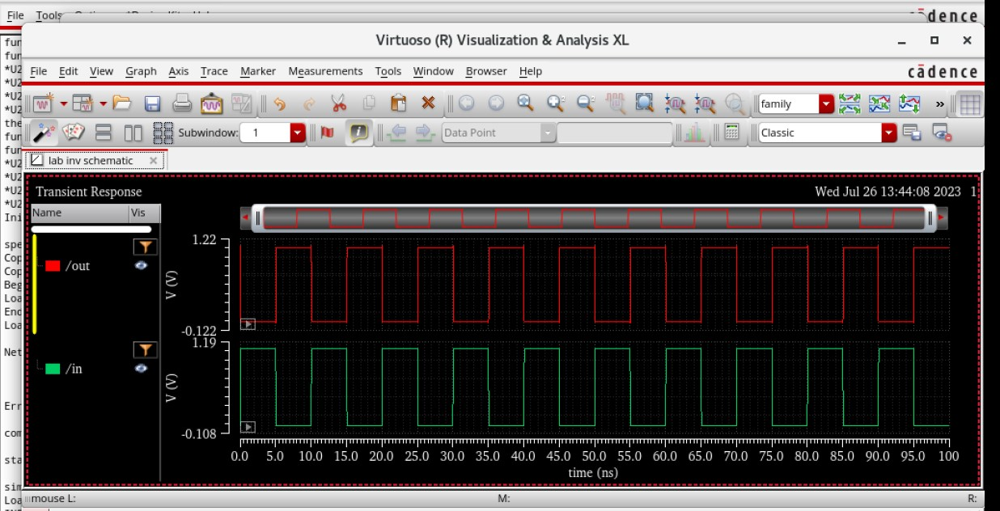 File Tools
cādence
Virtuoso (R) Visualization & Analysis XL
File Edit View Graph Axis Trace Marker Measurements Tools Window Browser Help
cādence
family
»
Subwindow: 1
Data Point
Classic
lab inv schematic
Transient Response
Wed Jul 26 13:44:08 2023 1
Name Vis
/out
1.22
V (V)
-0.122
/in
1.19
V (V)
-0.108
0.0 5.0 10.0 15.0 20.0 25.0 30.0 35.0 40.0 45.0 50.0 55.0 60.0 65.0 70.0 75.0 80.0 85.0 90.0 95.0 100
time (ns)
mouse L: M: R:
fun
fun
*U2
*U2
*U2
*U2
the
fun
fun
*U2
*U2
*U2
*U2
Ini
spe
Cop
Cop
Beg
Loa
End
Loa
Net
Err
com
sta
sim
Loa